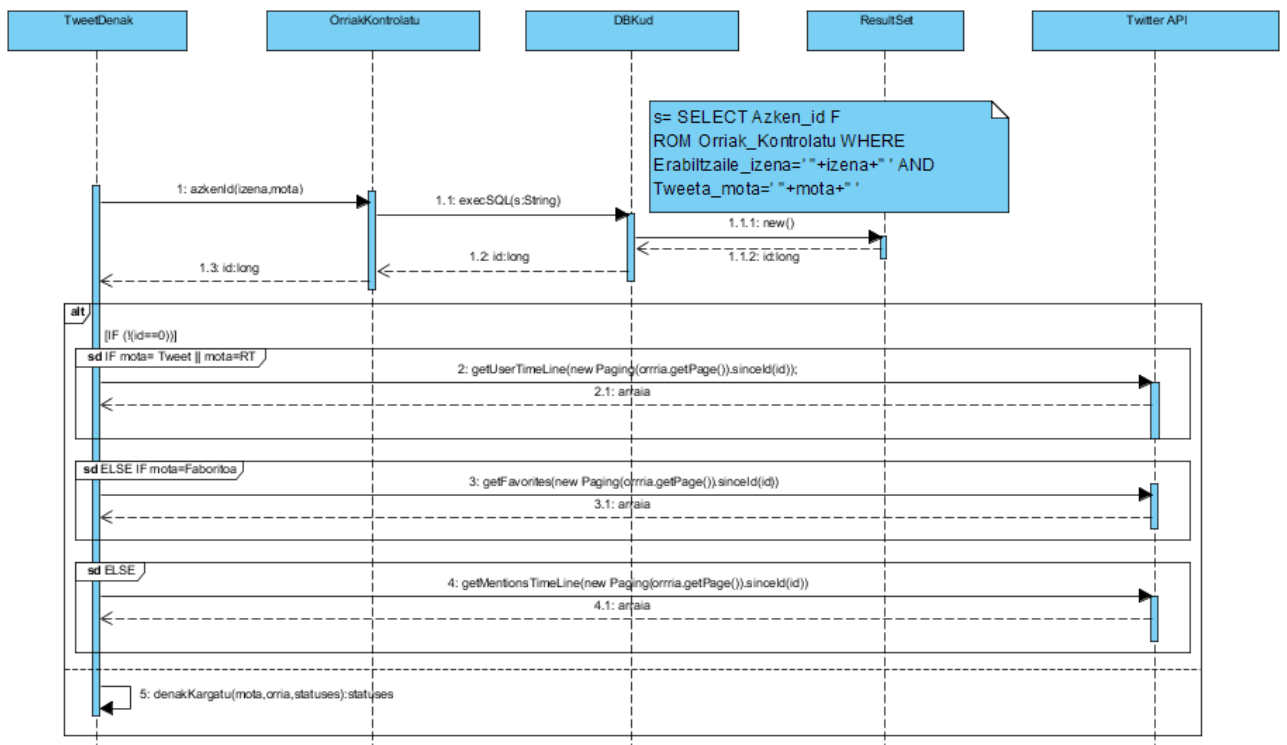 TweetDenak
OrriakKontrolatu
DBKud
ResultSet
Twitter API
s= SELECT Azken_id F
ROM Orriak_Kontrolatu WHERE
Erabiltzaile_izena=' "+izena+" ' AND
Tweeta_mota=' "+mota+" '
1: azkenId(izena,mota)
1.1: execSQL(s:String)
1.1.1: new()
1.1.2: id:long
1.2: id:long
1.3: id:long
alt
[IF (!(id==0))]
sd IF mota= Tweet || mota=RT
2: getUserTimeLine(new Paging(orrria.getPage()).sinceId(id));
2.1: arraia
sd ELSE IF mota=Faboritoa
3: getFavorites(new Paging(orrria.getPage()).sinceId(id))
3.1: arraia
sd ELSE
4: getMentionsTimeLine(new Paging(orrria.getPage()).sinceId(id))
4.1: arraia
5: denakKargatu(mota,orria,statuses):statuses